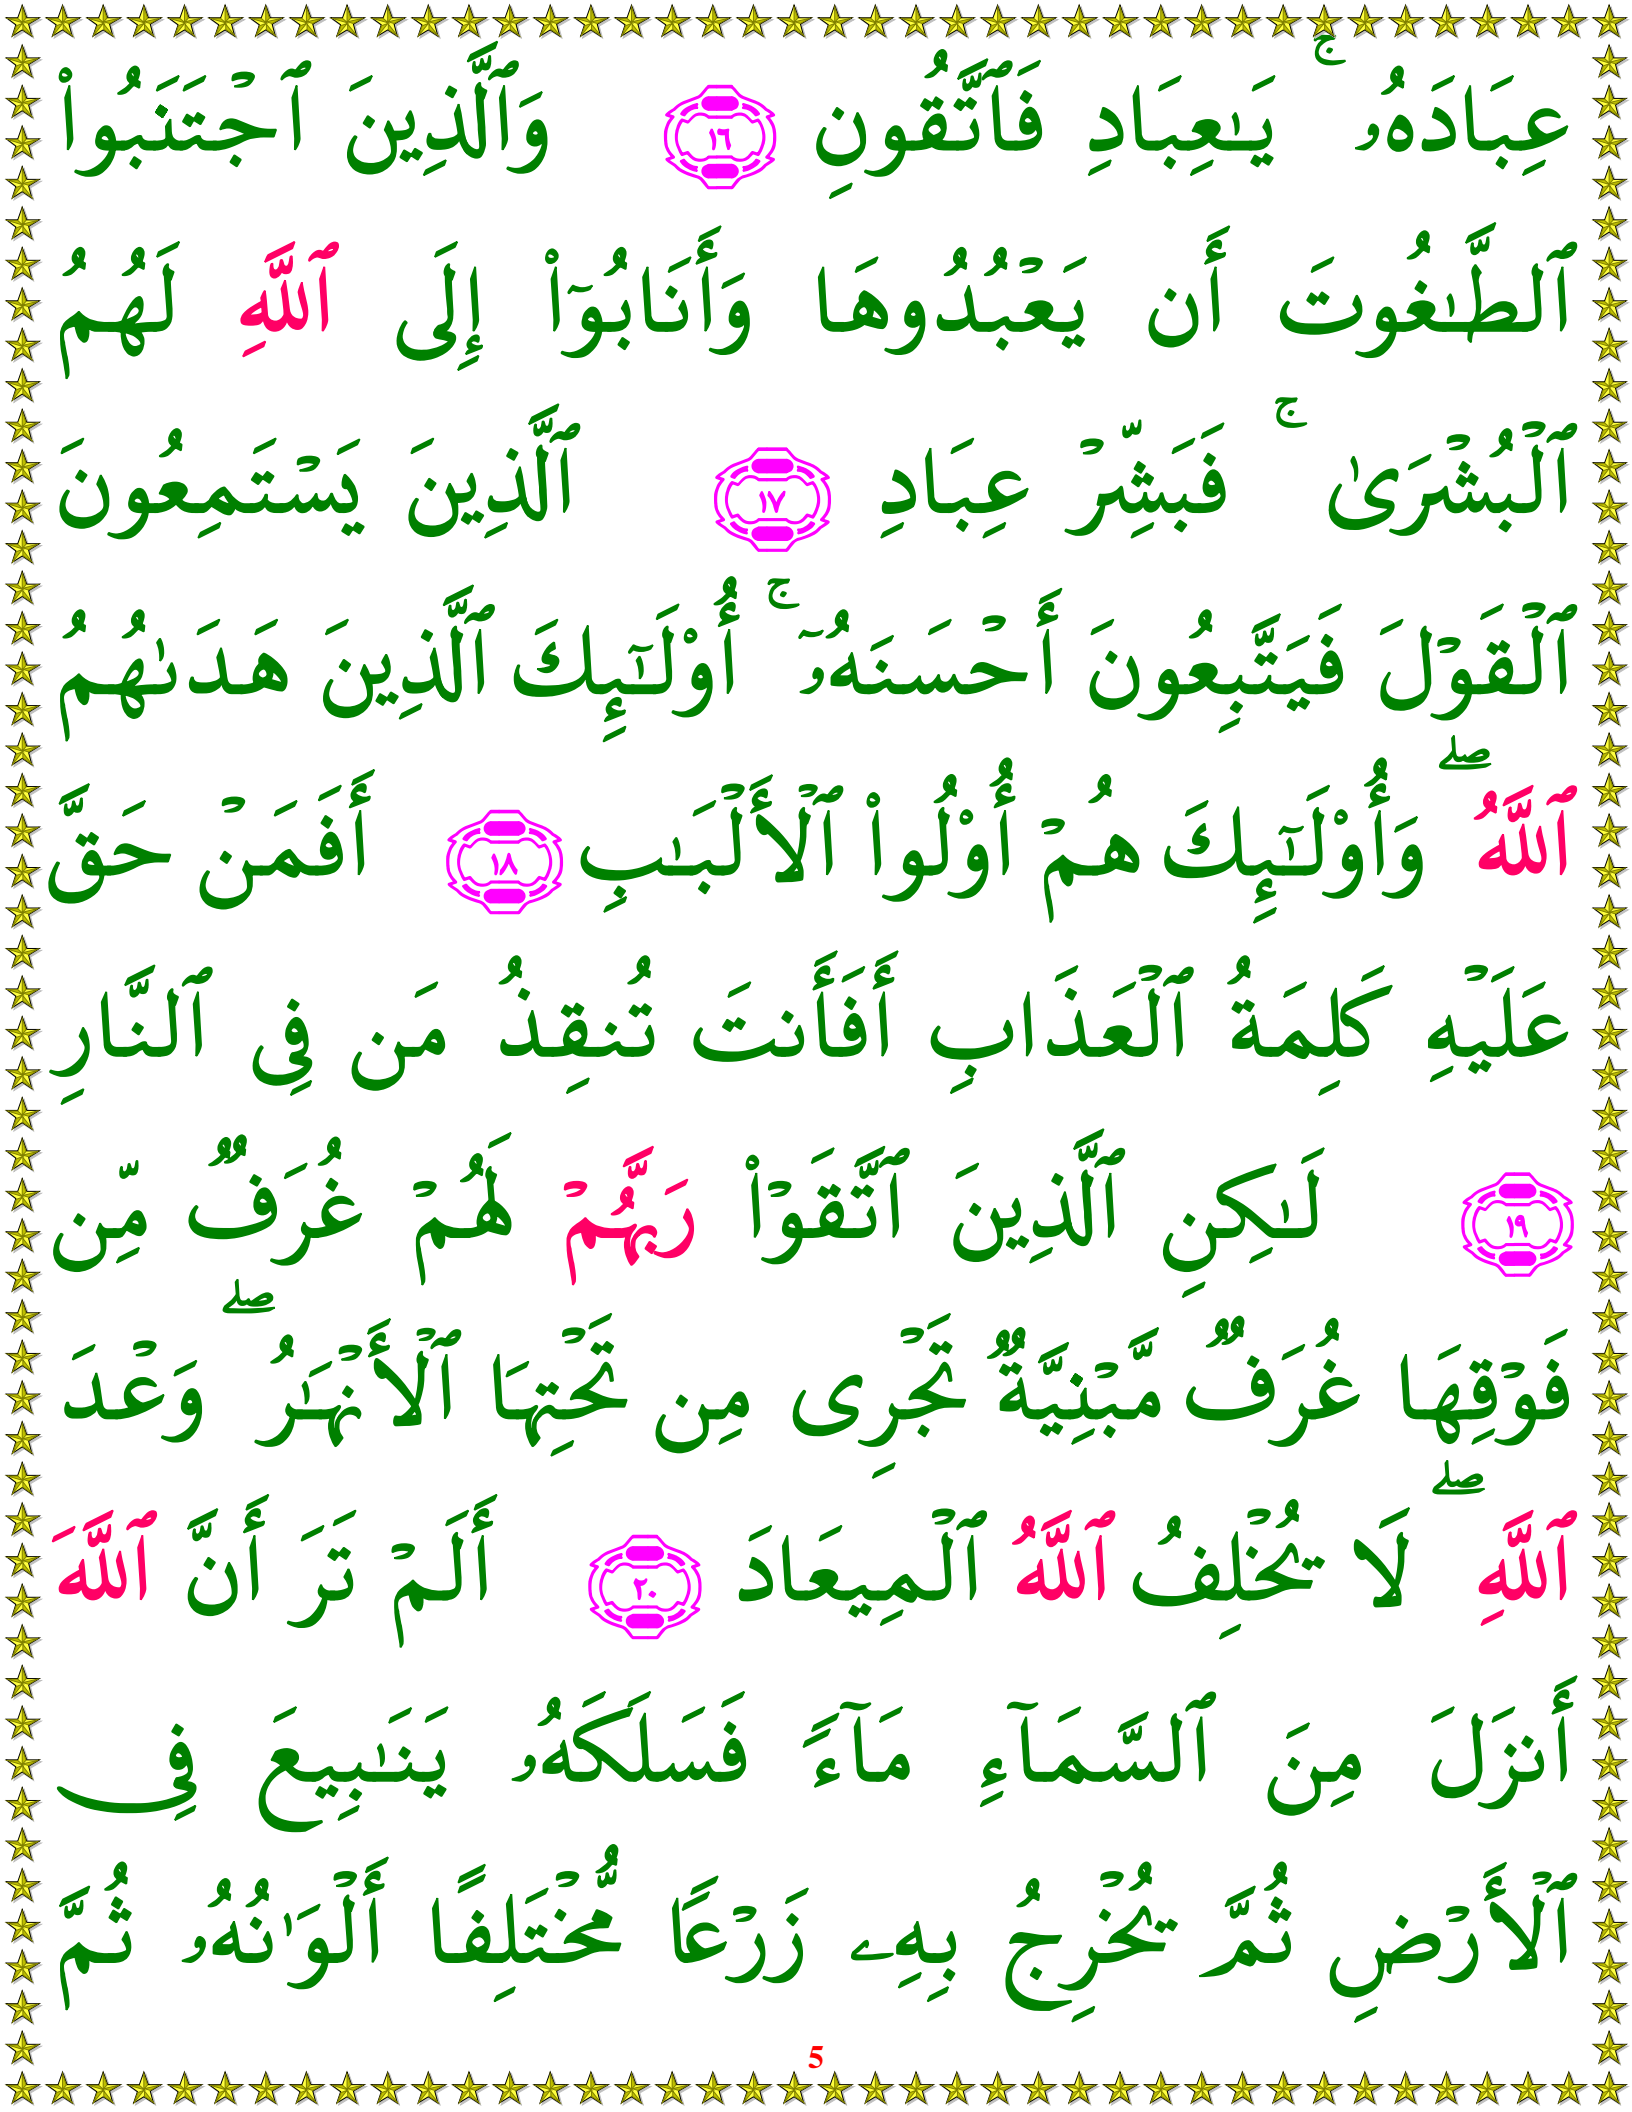 عِبَادَهُۥ ۚ يَـٰعِبَادِ فَٱتَّقُونِ ١٦ وَٱلَّذِينَ ٱجْتَنَبُوا۟
ٱلطَّـٰغُوتَ أَن يَعْبُدُوهَا وَأَنَابُوٓا۟ إِلَى ٱللَّهِ لَهُمُ
ٱلْبُشْرَىٰ ۚ فَبَشِّرْ عِبَادِ ١٧ ٱلَّذِينَ يَسْتَمِعُونَ
ٱلْقَوْلَ فَيَتَّبِعُونَ أَحْسَنَهُۥٓ ۚ أُو۟لَـٰٓئِكَ ٱلَّذِينَ هَدَىٰهُمُ
ٱللَّهُ ۖ وَأُو۟لَـٰٓئِكَ هُمْ أُو۟لُوا۟ ٱلْأَلْبَـٰبِ ١٨ أَفَمَنْ حَقَّ
عَلَيْهِ كَلِمَةُ ٱلْعَذَابِ أَفَأَنتَ تُنقِذُ مَن فِى ٱلنَّارِ
١٩ لَـٰكِنِ ٱلَّذِينَ ٱتَّقَوْا۟ رَبَّهُمْ لَهُمْ غُرَفٌ مِّن
فَوْقِهَا غُرَفٌ مَّبْنِيَّةٌ تَجْرِى مِن تَحْتِهَا ٱلْأَنْهَـٰرُ ۖ وَعْدَ
ٱللَّهِ ۖ لَا تُخْلِفُ ٱللَّهُ ٱلْمِيعَادَ ٢٠ أَلَمْ تَرَ أَنَّ ٱللَّهَ
أَنزَلَ مِنَ ٱلسَّمَآءِ مَآءً فَسَلَكَهُۥ يَنَـٰبِيعَ فِى
ٱلْأَرْضِ ثُمَّ تُخْرِجُ بِهِۦ زَرْعًا مُّخْتَلِفًا أَلْوَٰنُهُۥ ثُمَّ
5